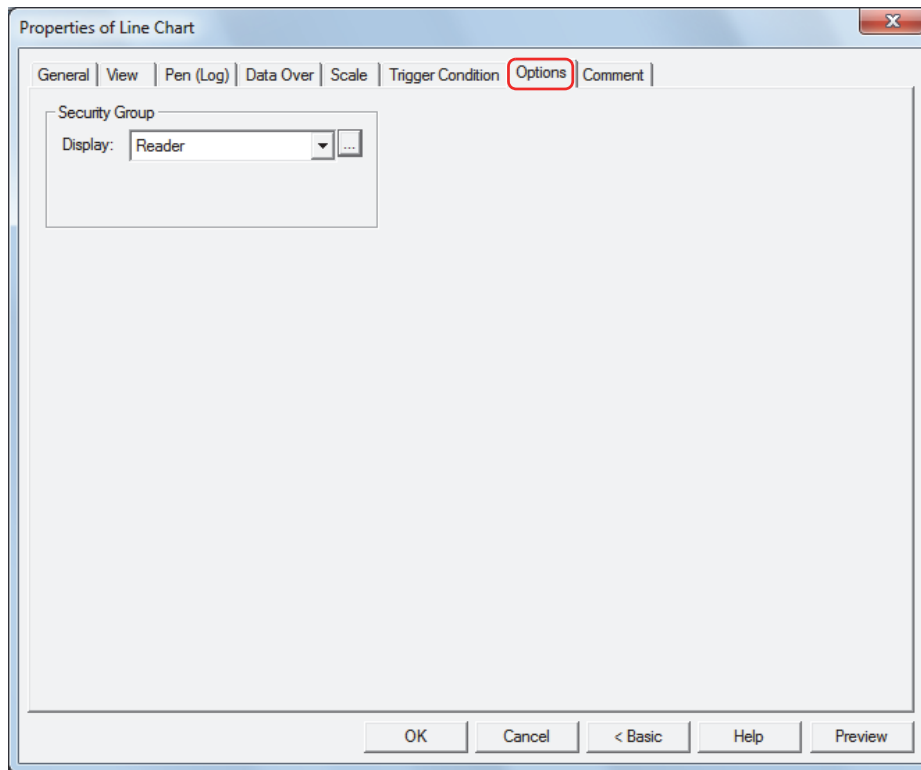 Properties of Line Chart
General View Pen (Log) Data Over Scale Trigger Condition Options Comment
Security Group
Display: Reader ...
OK Cancel < Basic Help Preview